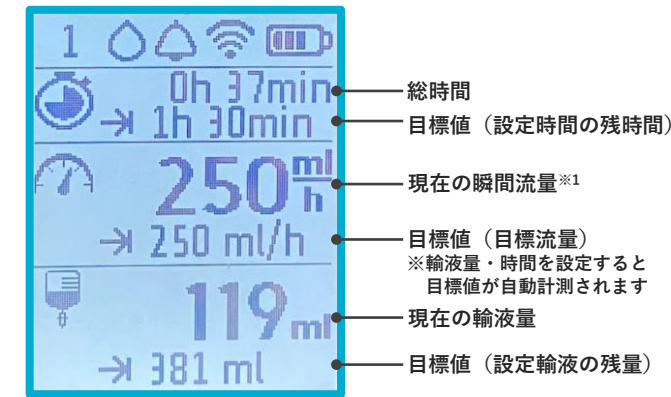 1
0h 37min 総時間
1h 30min 目標値（設定時間の残時間）
250 ml/h 現在の瞬間流量※1
250 ml/h 目標値（目標流量）
※輸液量・時間を設定すると
目標値が自動計測されます
119 ml 現在の輸液量
381 ml 目標値（設定輸液の残量）